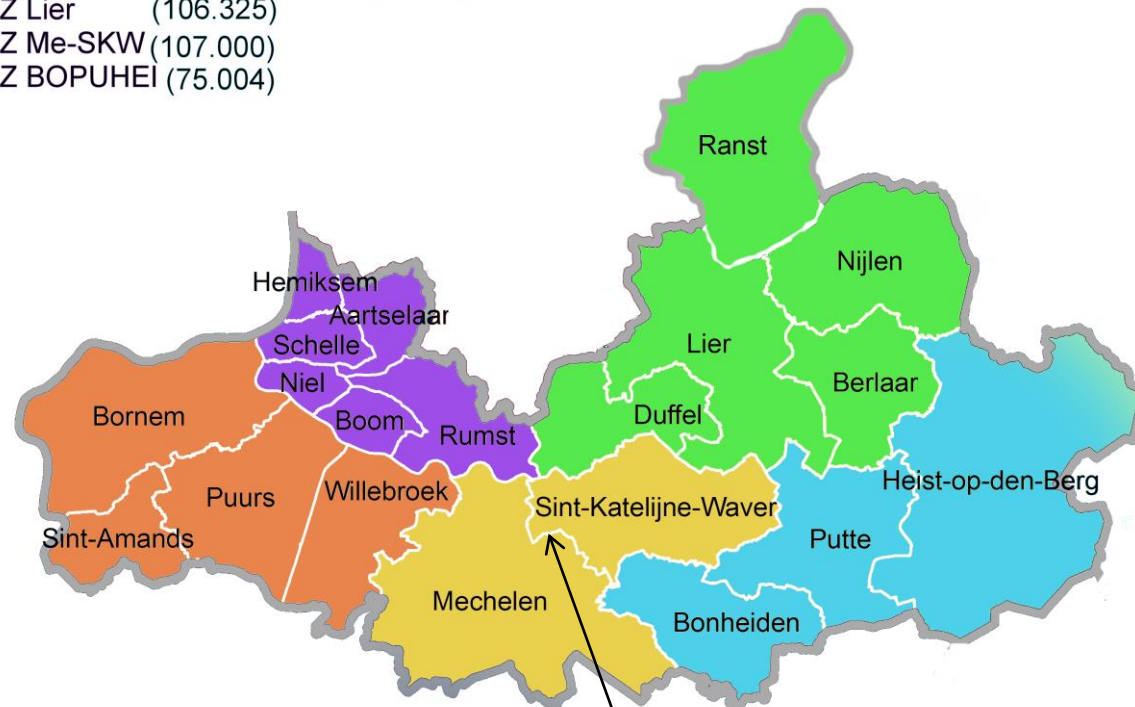 Z Lier (106.325)
Z Me-SKW (107.000)
Z BOPUHEI (75.004)
Ranst
Nijlen
Hemiksem
Aartselaar
Schelle
Lier
Niel
Berlaar
Bornem
Boom
Duffel
Rumst
Heist-op-den-Berg
Puurs
Willebroek
Sint-Katelijne-Waver
Sint-Amands
Putte
Mechelen
Bonheiden